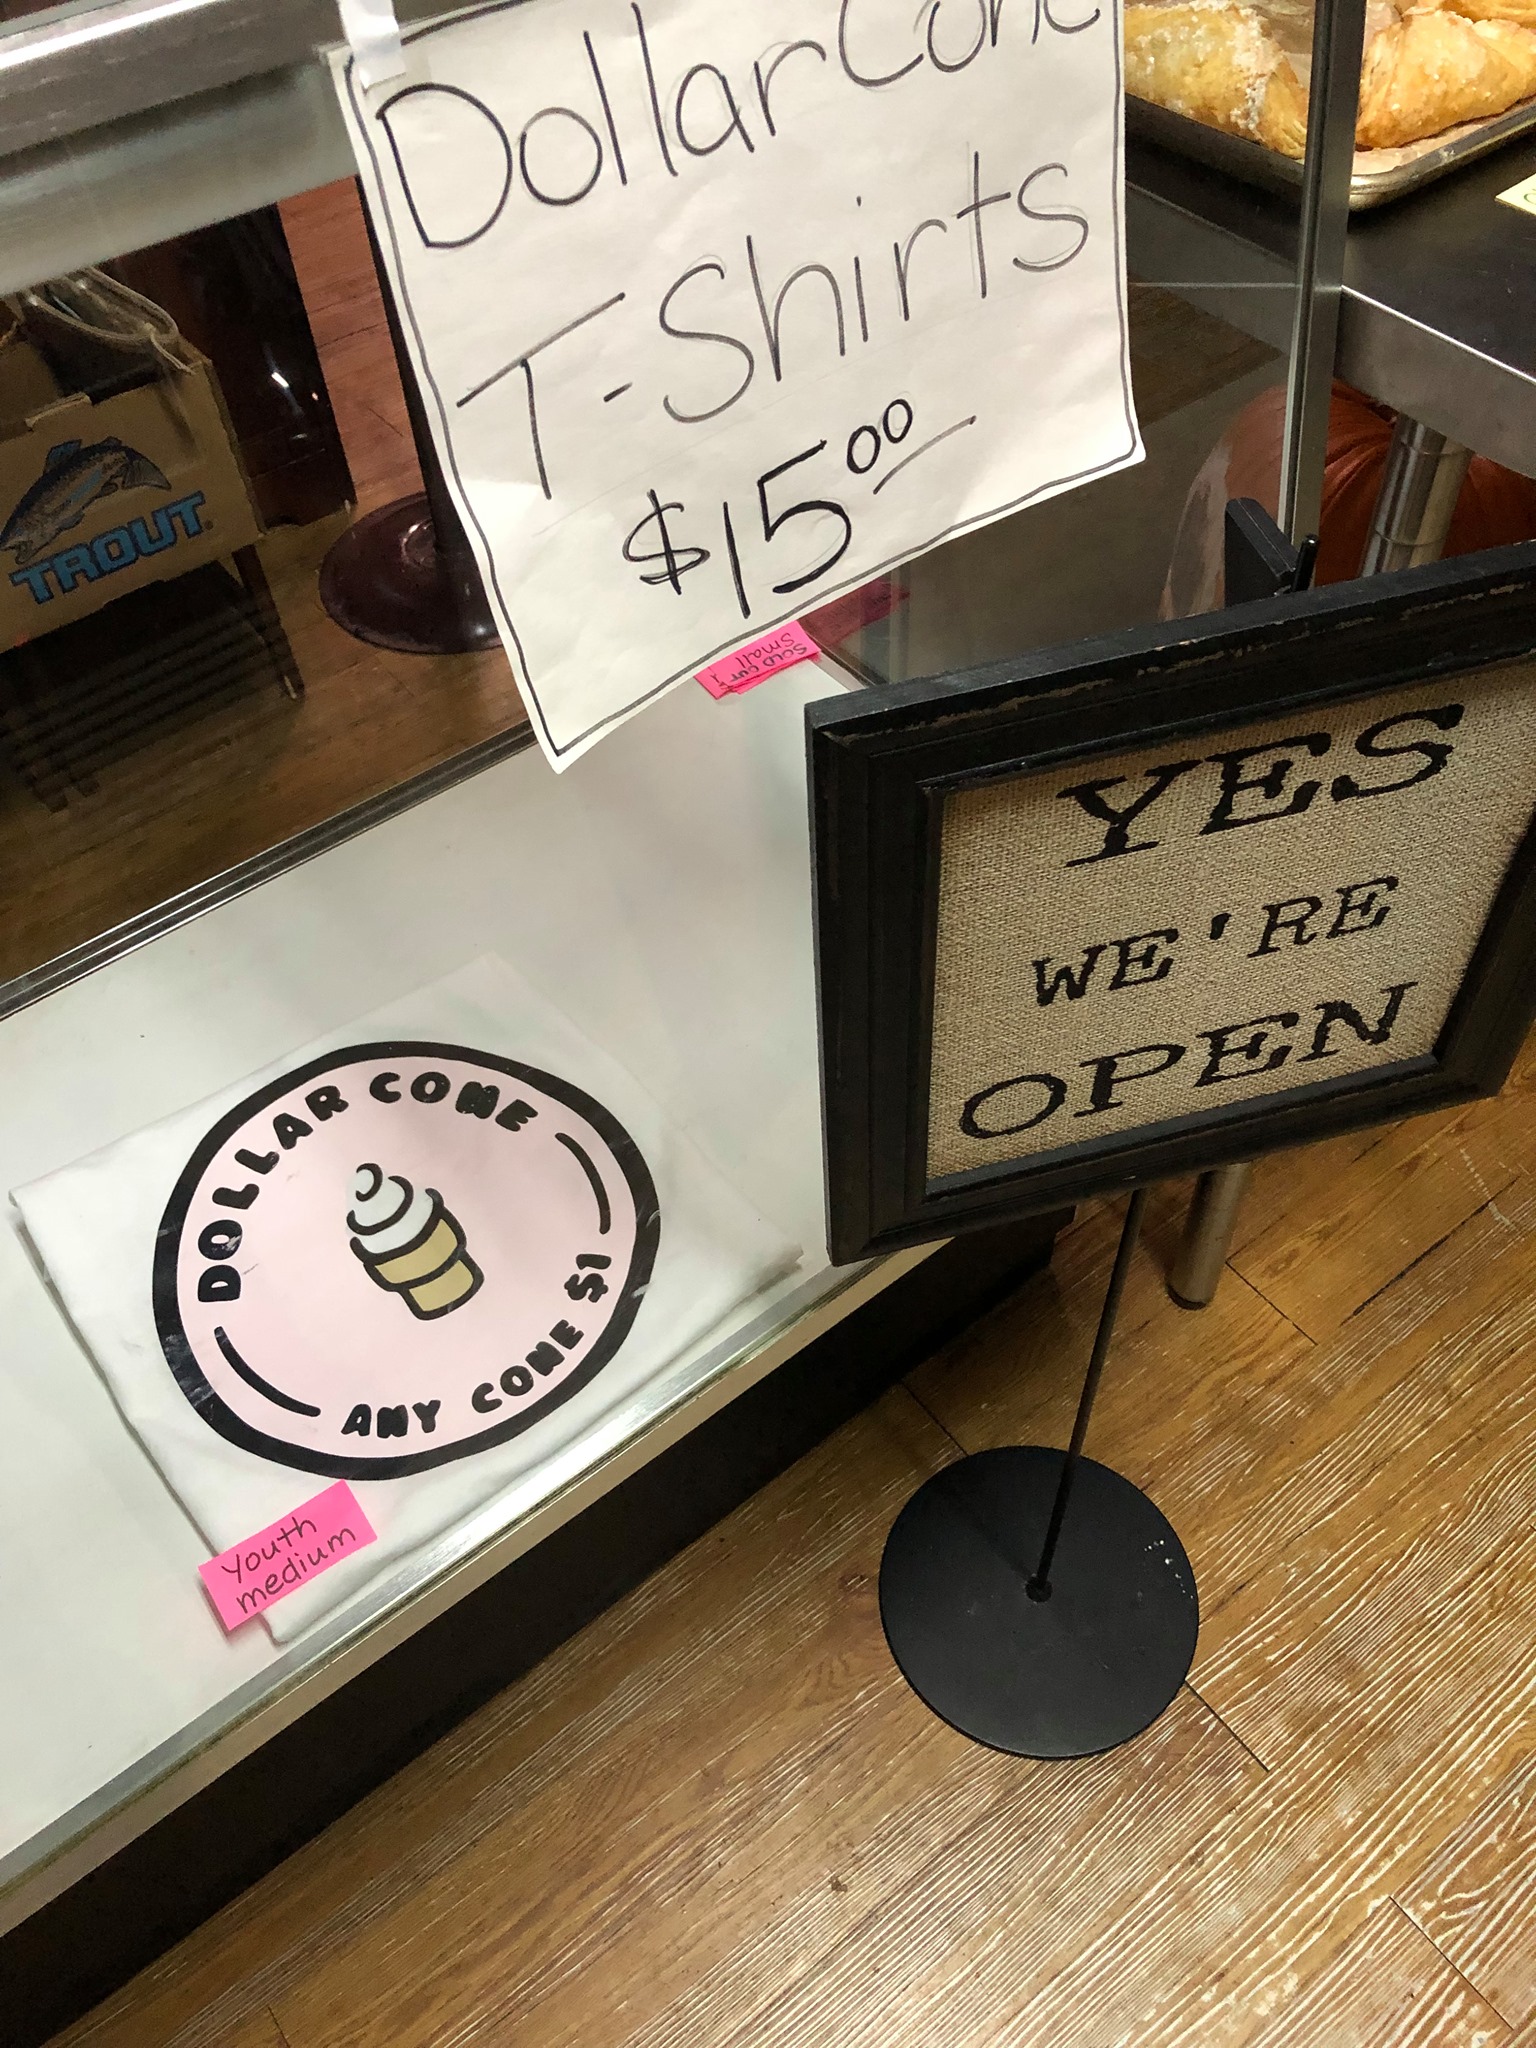 Dollar Cone
T-Shirts
$15.00
SOLD OUT
Small
TROUT
YES
WE'RE
OPEN
DOLLAR CONE
ANY CONE $1
Youth
medium